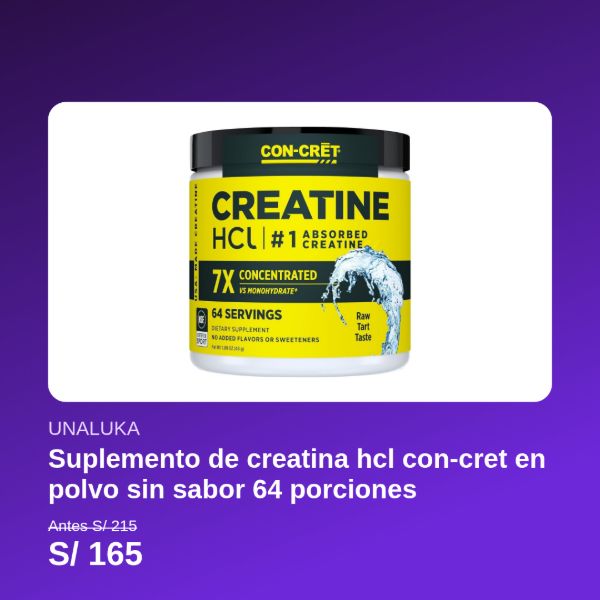 CON-CRĒT
CREATINE
HCL #1 ABSORBED
CREATINE
7X CONCENTRATED
VS MONOHYDRATE*
64 SERVINGS
DIETARY SUPPLEMENT
NO ADDED FLAVORS OR SWEETENERS
Raw
Tart
Taste
NSF
SPORT
UNALUKA
Suplemento de creatina hcl con-cret en
polvo sin sabor 64 porciones
Antes S/ 215
S/ 165